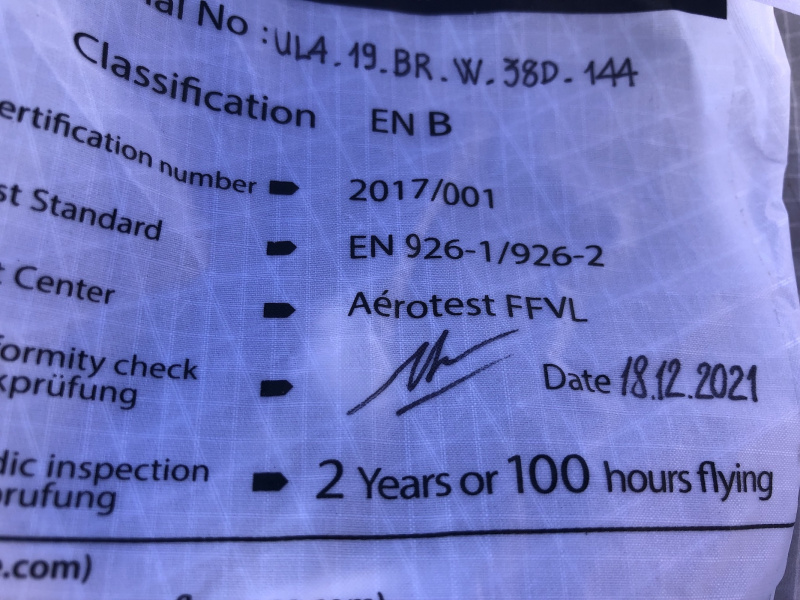 al No : UL4.19.BR.W.38D-144
Classification EN B
ertification number 2017/001
st Standard EN 926-1/926-2
t Center Aérotest FFVL
formity check
kprüfung Date 18.12.2021
dic inspection 2 Years or 100 hours flying
prufung
e.com)